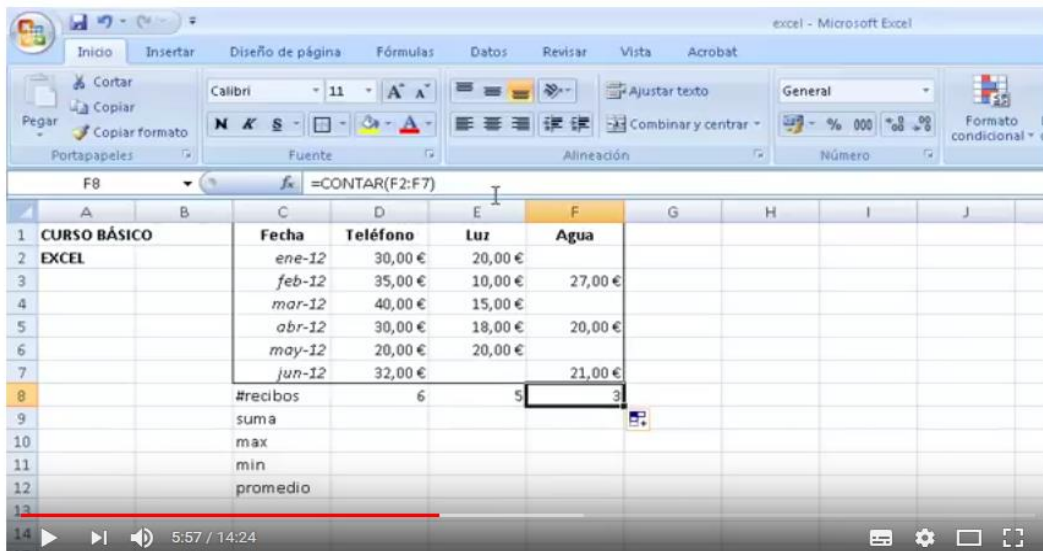 excel - Microsoft Excel
Inicio Insertar Diseño de página Fórmulas Datos Revisar Vista Acrobat
Pegar
Cortar
Copiar
Copiar formato
Portapapeles
Calibri 11 A A
N K S A
Fuente
Ajustar texto
Combinar y centrar
Alineación
General
% 000
Número
Formato
condicional
F8 fx =CONTAR(F2:F7)
A B C D E F G H I J
1 CURSO BÁSICO Fecha Teléfono Luz Agua
2 EXCEL ene-12 30,00 € 20,00 €
3 feb-12 35,00 € 10,00 € 27,00 €
4 mar-12 40,00 € 15,00 €
5 abr-12 30,00 € 18,00 € 20,00 €
6 may-12 20,00 € 20,00 €
7 jun-12 32,00 € 21,00 €
8 #recibos 6 5 3
9 suma
10 max
11 min
12 promedio
13
14
5:57 / 14:24